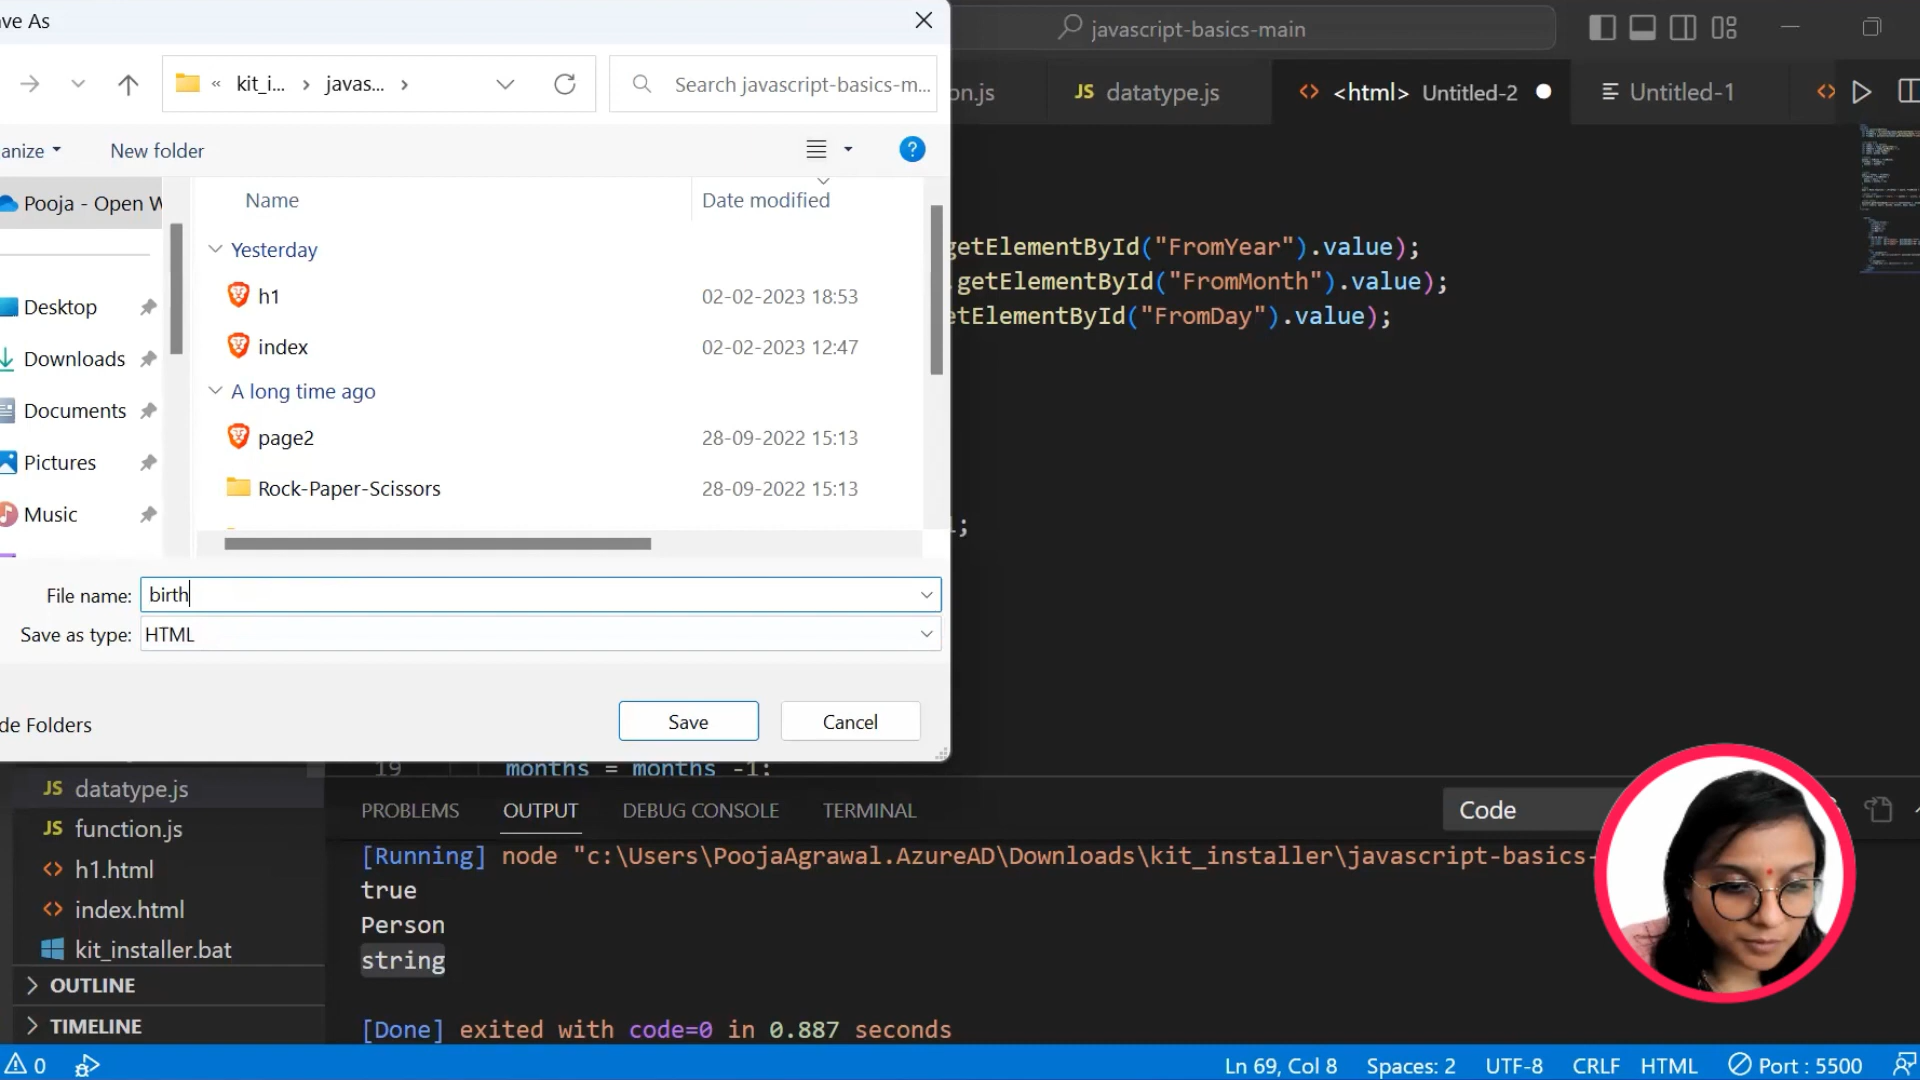 ve As
javascript-basics-main
« kit_i... › javas... ›
Search javascript-basics-m...
on.js
JS datatype.js
<> <html> Untitled-2
Untitled-1
anize
New folder
Pooja - Open W
Name
Date modified
Yesterday
h1 02-02-2023 18:53
index 02-02-2023 12:47
A long time ago
page2 28-09-2022 15:13
Rock-Paper-Scissors 28-09-2022 15:13
Desktop
Downloads
Documents
Pictures
Music
getElementById("FromYear").value);
.getElementById("FromMonth").value);
etElementById("FromDay").value);
;
File name: birth
Save as type: HTML
de Folders
Save
Cancel
19 months = months -1;
JS datatype.js
JS function.js
<> h1.html
<> index.html
kit_installer.bat
> OUTLINE
> TIMELINE
PROBLEMS OUTPUT DEBUG CONSOLE TERMINAL
Code
[Running] node "c:\Users\PoojaAgrawal.AzureAD\Downloads\kit_installer\javascript-basics-
true
Person
string
[Done] exited with code=0 in 0.887 seconds
0
Ln 69, Col 8 Spaces: 2 UTF-8 CRLF HTML Port : 5500